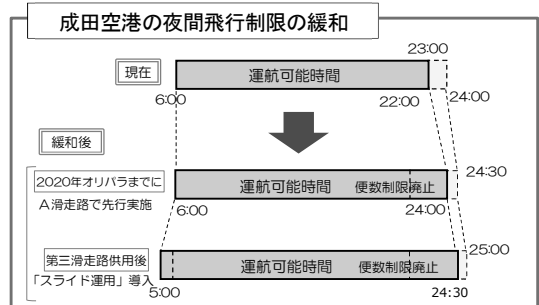 成田空港の夜間飛行制限の緩和
23:00
現在
運航可能時間
6:00
22:00
24:00
緩和後
24:30
2020年オリパラまでに
運航可能時間
便数制限廃止
A滑走路で先行実施
6:00
24:00
25:00
第三滑走路供用後
運航可能時間
便数制限廃止
「スライド運用」導入
5:00
24:30